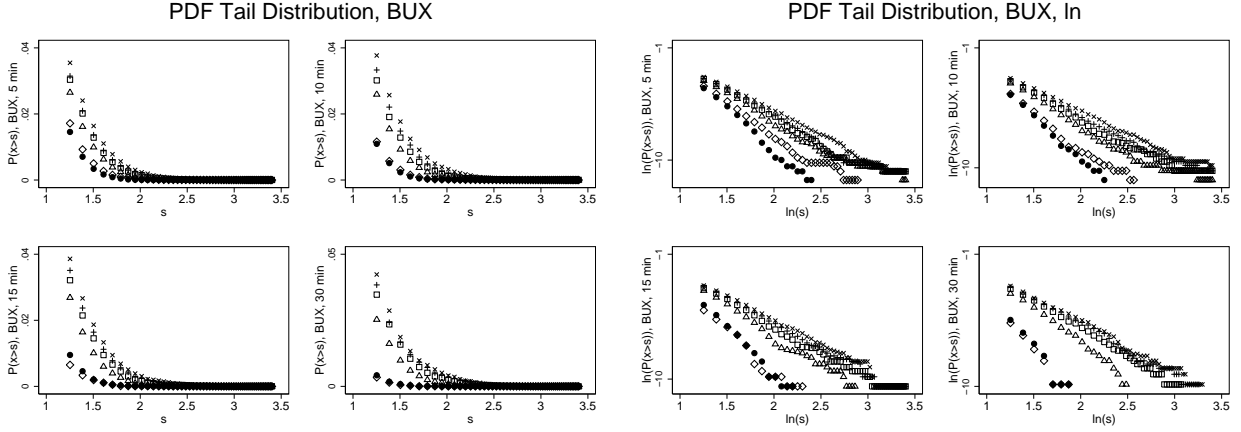 PDF Tail Distribution, BUX
P(x>s), BUX, 5 min
0 .02 .04
1 1.5 2 2.5 3 3.5
s
P(x>s), BUX, 10 min
0 .02 .04
1 1.5 2 2.5 3 3.5
s
P(x>s), BUX, 15 min
0 .02 .04
1 1.5 2 2.5 3 3.5
s
P(x>s), BUX, 30 min
0 .05
1 1.5 2 2.5 3 3.5
s
PDF Tail Distribution, BUX, ln
ln(P(x>s)), BUX, 5 min
−10 −1
1 1.5 2 2.5 3 3.5
ln(s)
ln(P(x>s)), BUX, 10 min
−10 −1
1 1.5 2 2.5 3 3.5
ln(s)
ln(P(x>s)), BUX, 15 min
−10 −1
1 1.5 2 2.5 3 3.5
ln(s)
ln(P(x>s)), BUX, 30 min
−10 −1
1 1.5 2 2.5 3 3.5
ln(s)